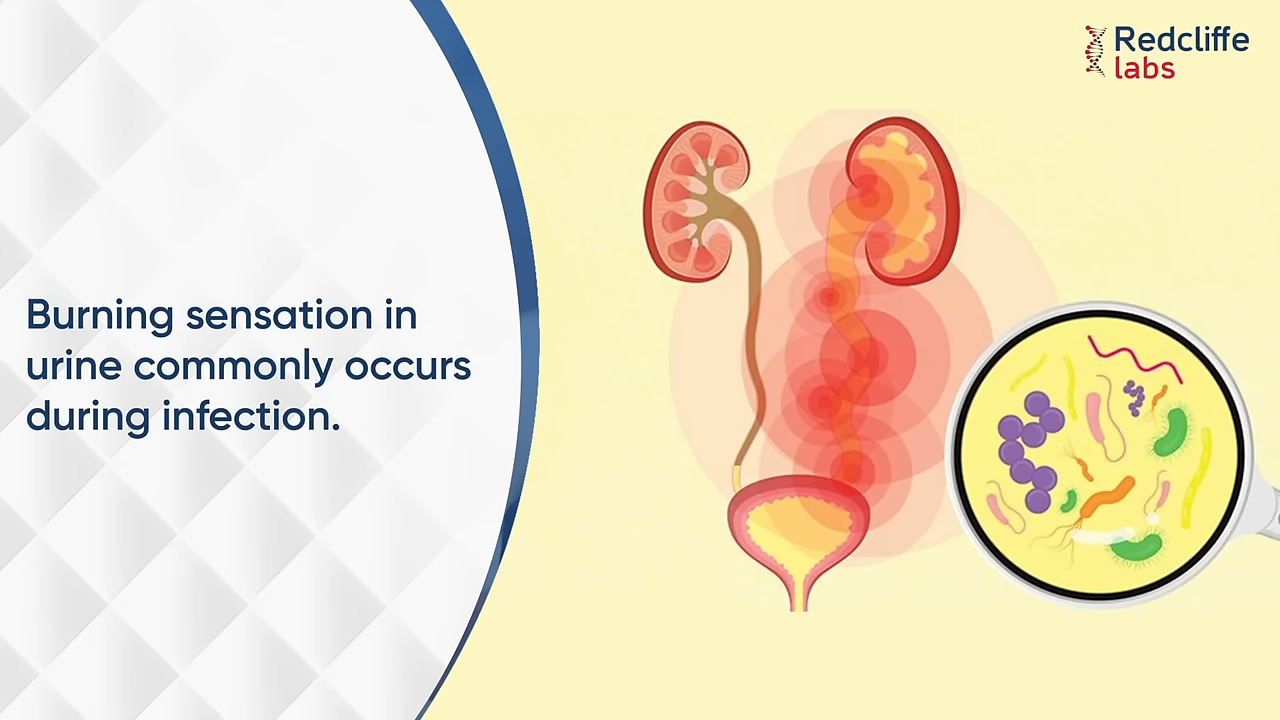 Redcliffe
labs
Burning sensation in
urine commonly occurs
during infection.